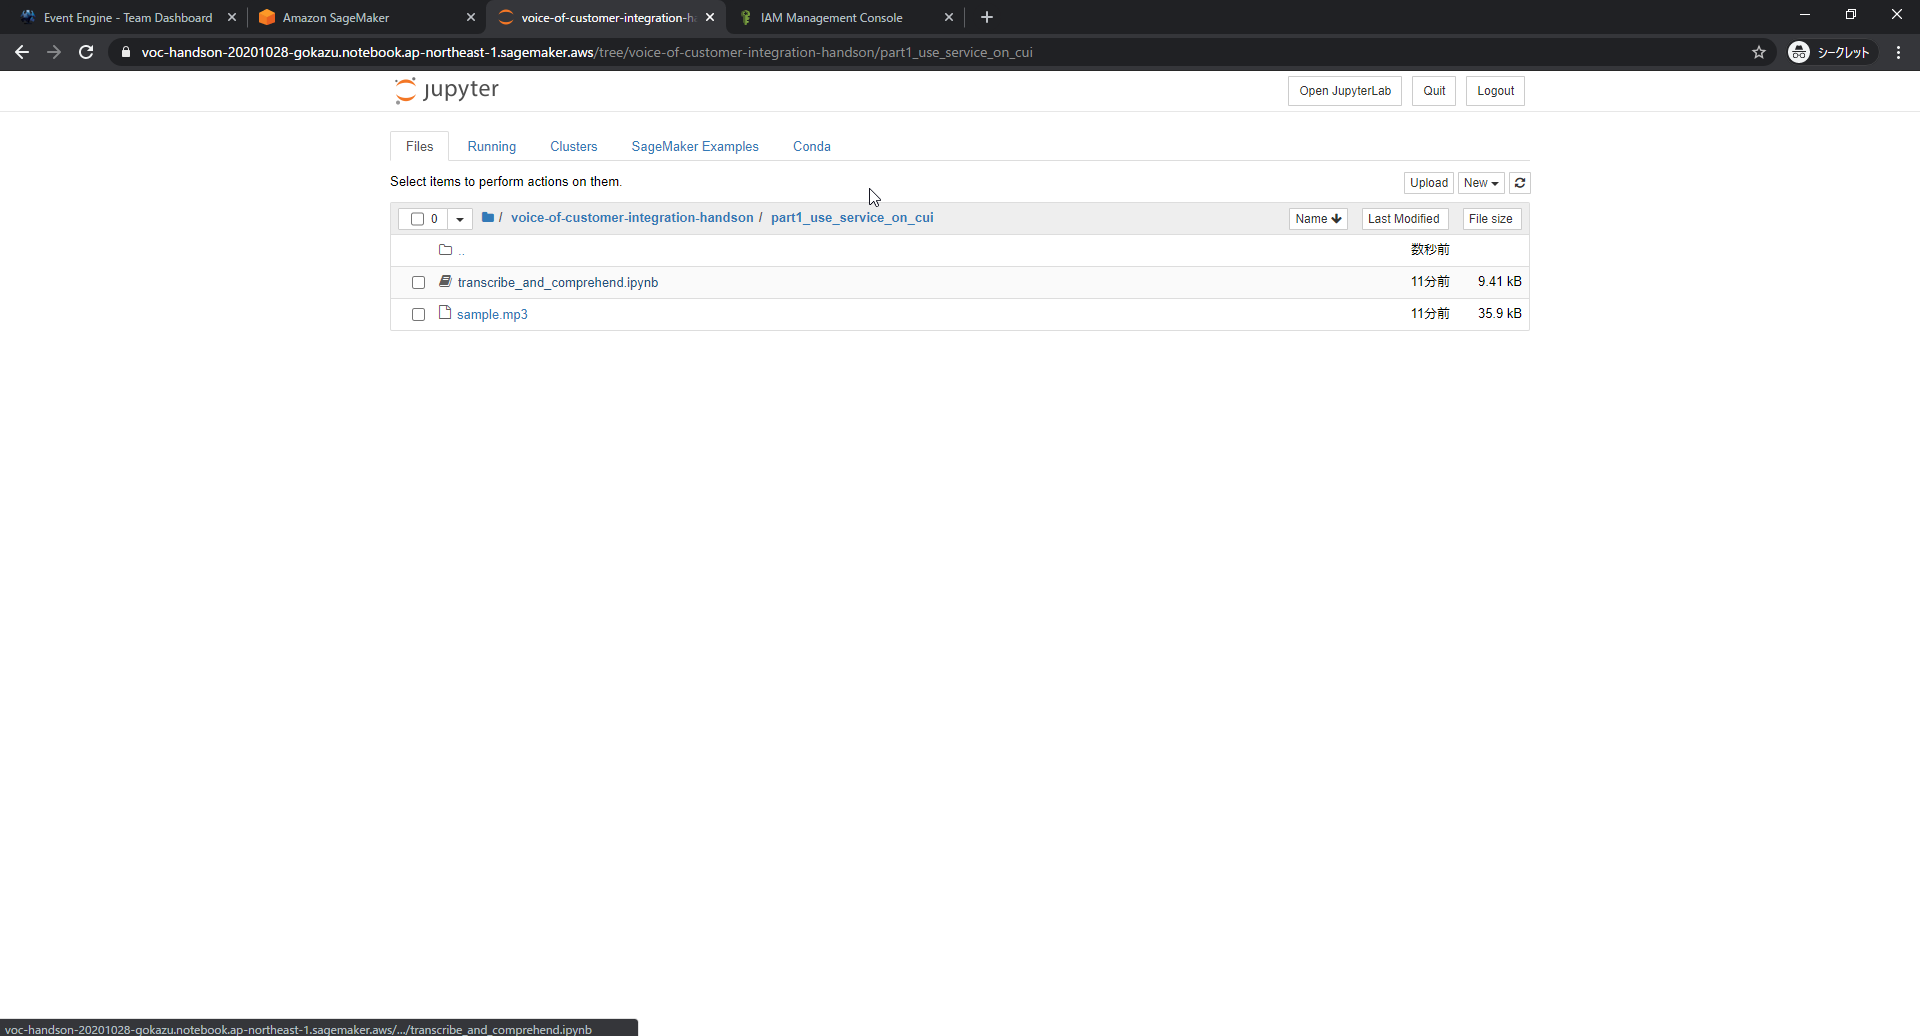 Event Engine - Team Dashboard
Amazon SageMaker
voice-of-customer-integration-ha
IAM Management Console
voc-handson-20201028-gokazu.notebook.ap-northeast-1.sagemaker.aws/tree/voice-of-customer-integration-handson/part1_use_service_on_cui
シークレット
jupyter
Open JupyterLab
Quit
Logout
Files
Running
Clusters
SageMaker Examples
Conda
Select items to perform actions on them.
Upload
New
0
/ voice-of-customer-integration-handson / part1_use_service_on_cui
Name
Last Modified
File size
..
数秒前
transcribe_and_comprehend.ipynb
11分前
9.41 kB
sample.mp3
11分前
35.9 kB
voc-handson-20201028-gokazu.notebook.ap-northeast-1.sagemaker.aws/.../transcribe_and_comprehend.ipynb